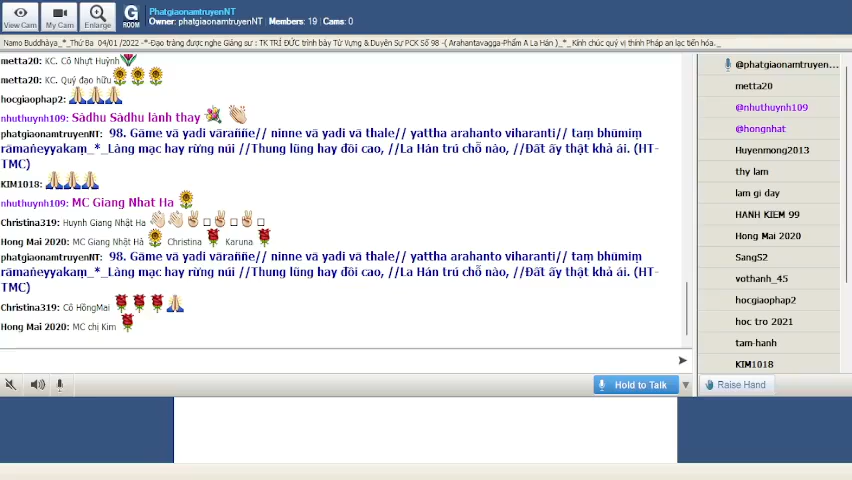 PhatgiaonamtruyenNT
Owner: phatgiaonamtruyenNT | Members: 19 | Cams: 0
View Cam
My Cam
Enlarge
G
ROOM
Namo Buddhàya_*_Thứ Ba 04/01 /2022 -*-Đạo tràng được nghe Giảng sư : TK TRÍ ĐỨC trình bày Từ Vựng & Duyên Sự PCK Số 98 -( Arahantavagga-Phẩm A La Hán )_*_ Kính chúc quý vị thính Pháp an lạc tiến hóa._
metta20: KC. Cô Nhựt Huỳnh
metta20: KC. Quý đạo hữu
hocgiaophap2:
nhuthuynh109: Sàdhu Sàdhu lành thay
phatgiaonamtruyenNT: 98. Gāme vā yadi vāraññe// ninne vā yadi vā thale// yattha arahanto viharanti// taṃ bhūmiṃ
rāmaṇeyyakaṃ_*_Làng mạc hay rừng núi //Thung lũng hay đồi cao, //La Hán trú chỗ nào, //Đất ấy thật khả ái. (HT-
TMC)
KIM1018:
nhuthuynh109: MC Giang Nhat Ha
Christina319: Huynh Giang Nhật Ha
Hong Mai 2020: MC Giang Nhật Hà Christina Karuna
phatgiaonamtruyenNT: 98. Gāme vā yadi vāraññe// ninne vā yadi vā thale// yattha arahanto viharanti// taṃ bhūmiṃ
rāmaṇeyyakaṃ_*_Làng mạc hay rừng núi //Thung lũng hay đồi cao, //La Hán trú chỗ nào, //Đất ấy thật khả ái. (HT-
TMC)
Christina319: Cô HồngMai
Hong Mai 2020: MC chị Kim
Hold to Talk
@phatgiaonamtruyen...
metta20
@nhuthuynh109
@hongnhat
Huyenmong2013
thy lam
lam gi day
HANH KIEM 99
Hong Mai 2020
SangS2
vothanh_45
hocgiaophap2
hoc tro 2021
tam-hanh
KIM1018
Raise Hand